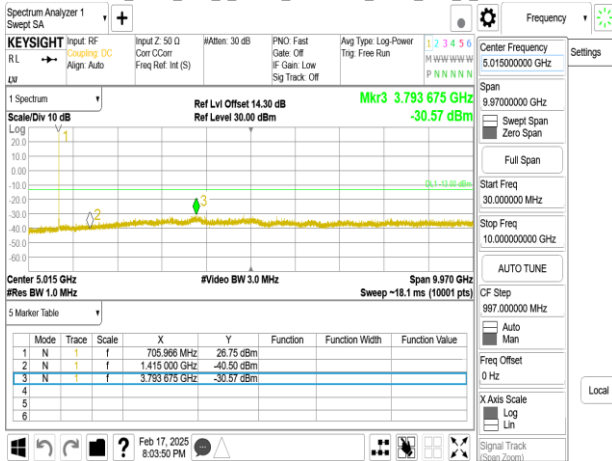 Spectrum Analyzer 1
Swept SA
Frequency
KEYSIGHT
RL
LXI
Input: RF
Coupling: DC
Align: Auto
Input Z: 50 Ω
Corr CCorr
Freq Ref: Int (S)
#Atten: 30 dB
PNO: Fast
Gate: Off
IF Gain: Low
Sig Track: Off
Avg Type: Log-Power
Trig: Free Run
1 2 3 4 5 6
M W W W W W
P N N N N N
Center Frequency
5.015000000 GHz
Settings
Span
9.97000000 GHz
Swept Span
Zero Span
Full Span
Start Freq
30.000000 MHz
Stop Freq
10.000000000 GHz
AUTO TUNE
CF Step
997.000000 MHz
Auto
Man
Freq Offset
0 Hz
X Axis Scale
Log
Lin
Signal Track
(Span Zoom)
Local
1 Spectrum
Scale/Div 10 dB
Log
Ref Lvl Offset 14.30 dB
Ref Level 30.00 dBm
Mkr3 3.793 675 GHz
-30.57 dBm
20.0
10.0
0.00
-10.0
-20.0
-30.0
-40.0
-50.0
-60.0
1
2
3
DL1 -13.00 dBm
Center 5.015 GHz
#Res BW 1.0 MHz
#Video BW 3.0 MHz
Span 9.970 GHz
Sweep ~18.1 ms (10001 pts)
5 Marker Table
Mode Trace Scale X Y Function Function Width Function Value
1 N 1 f 705.966 MHz 26.75 dBm
2 N 1 f 1.415 000 GHz -40.50 dBm
3 N 1 f 3.793 675 GHz -30.57 dBm
4
5
6
?
Feb 17, 2025
8:03:50 PM